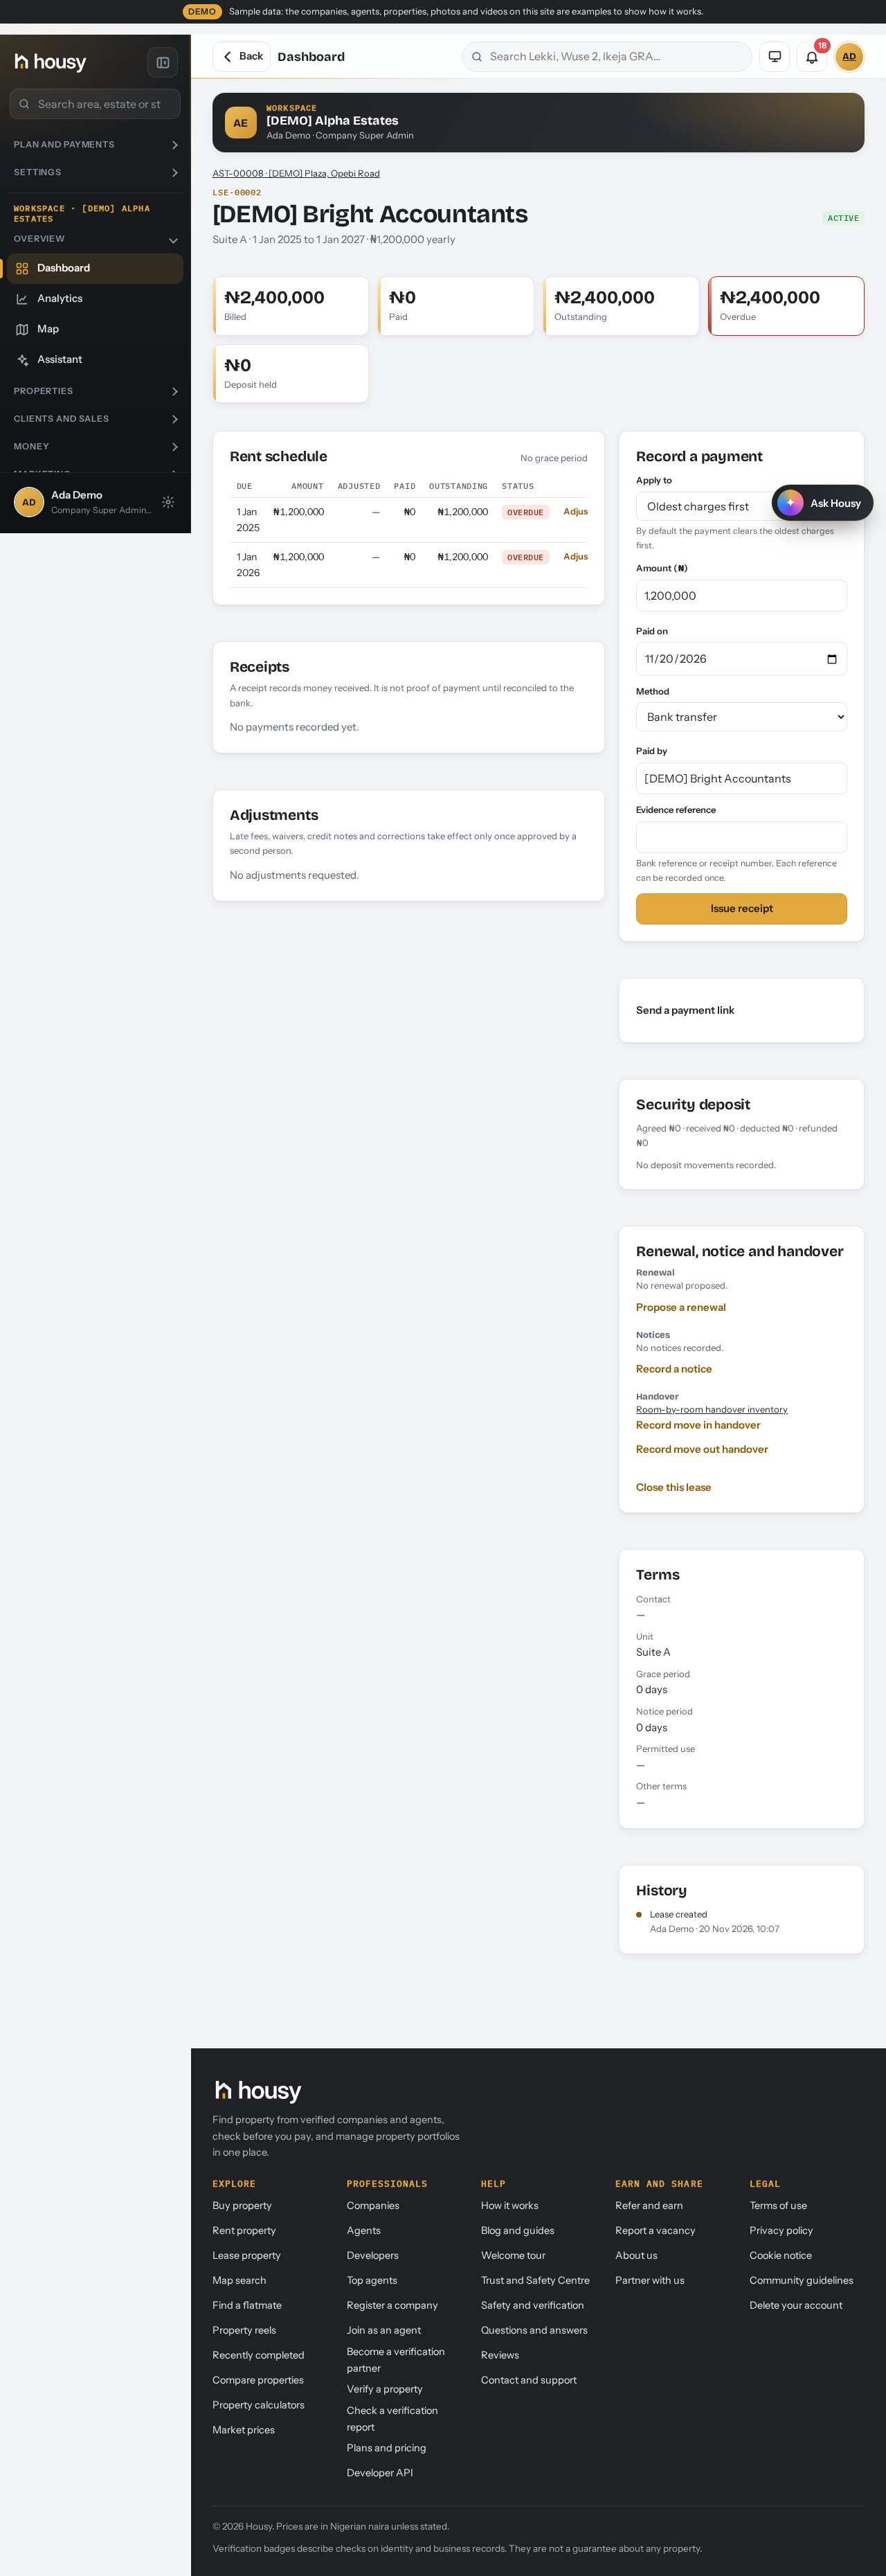 DEMO Sample data: the companies, agents, properties, photos and videos on this site are examples to show how it works.
housy
Search area, estate or st
PLAN AND PAYMENTS
SETTINGS
WORKSPACE · [DEMO] ALPHA
ESTATES
OVERVIEW
Dashboard
Analytics
Map
Assistant
PROPERTIES
CLIENTS AND SALES
MONEY
AD
Ada Demo
Company Super Admin...
Back
Dashboard
Search Lekki, Wuse 2, Ikeja GRA...
18
AD
AE
WORKSPACE
[DEMO] Alpha Estates
Ada Demo · Company Super Admin
AST-00008 · [DEMO] Plaza, Opebi Road
LSE-00002
[DEMO] Bright Accountants
ACTIVE
Suite A · 1 Jan 2025 to 1 Jan 2027 · ₦1,200,000 yearly
₦2,400,000
Billed
₦0
Paid
₦2,400,000
Outstanding
₦2,400,000
Overdue
₦0
Deposit held
Rent schedule
No grace period
DUE AMOUNT ADJUSTED PAID OUTSTANDING STATUS
1 Jan 2025 ₦1,200,000 — ₦0 ₦1,200,000 OVERDUE Adjus
1 Jan 2026 ₦1,200,000 — ₦0 ₦1,200,000 OVERDUE Adjus
Receipts
A receipt records money received. It is not proof of payment until reconciled to the
bank.
No payments recorded yet.
Adjustments
Late fees, waivers, credit notes and corrections take effect only once approved by a
second person.
No adjustments requested.
Record a payment
Apply to
Oldest charges first
Ask Housy
By default the payment clears the oldest charges
first.
Amount (₦)
1,200,000
Paid on
11/20/2026
Method
Bank transfer
Paid by
[DEMO] Bright Accountants
Evidence reference
Bank reference or receipt number. Each reference
can be recorded once.
Issue receipt
Send a payment link
Security deposit
Agreed ₦0 · received ₦0 · deducted ₦0 · refunded
₦0
No deposit movements recorded.
Renewal, notice and handover
Renewal
No renewal proposed.
Propose a renewal
Notices
No notices recorded.
Record a notice
Handover
Room-by-room handover inventory
Record move in handover
Record move out handover
Close this lease
Terms
Contact
—
Unit
Suite A
Grace period
0 days
Notice period
0 days
Permitted use
—
Other terms
—
History
Lease created
Ada Demo · 20 Nov 2026, 10:07
housy
Find property from verified companies and agents,
check before you pay, and manage property portfolios
in one place.
EXPLORE
Buy property
Rent property
Lease property
Map search
Find a flatmate
Property reels
Recently completed
Compare properties
Property calculators
Market prices
PROFESSIONALS
Companies
Agents
Developers
Top agents
Register a company
Join as an agent
Become a verification
partner
Verify a property
Check a verification
report
Plans and pricing
Developer API
HELP
How it works
Blog and guides
Welcome tour
Trust and Safety Centre
Safety and verification
Questions and answers
Reviews
Contact and support
EARN AND SHARE
Refer and earn
Report a vacancy
About us
Partner with us
LEGAL
Terms of use
Privacy policy
Cookie notice
Community guidelines
Delete your account
© 2026 Housy. Prices are in Nigerian naira unless stated.
Verification badges describe checks on identity and business records. They are not a guarantee about any property.